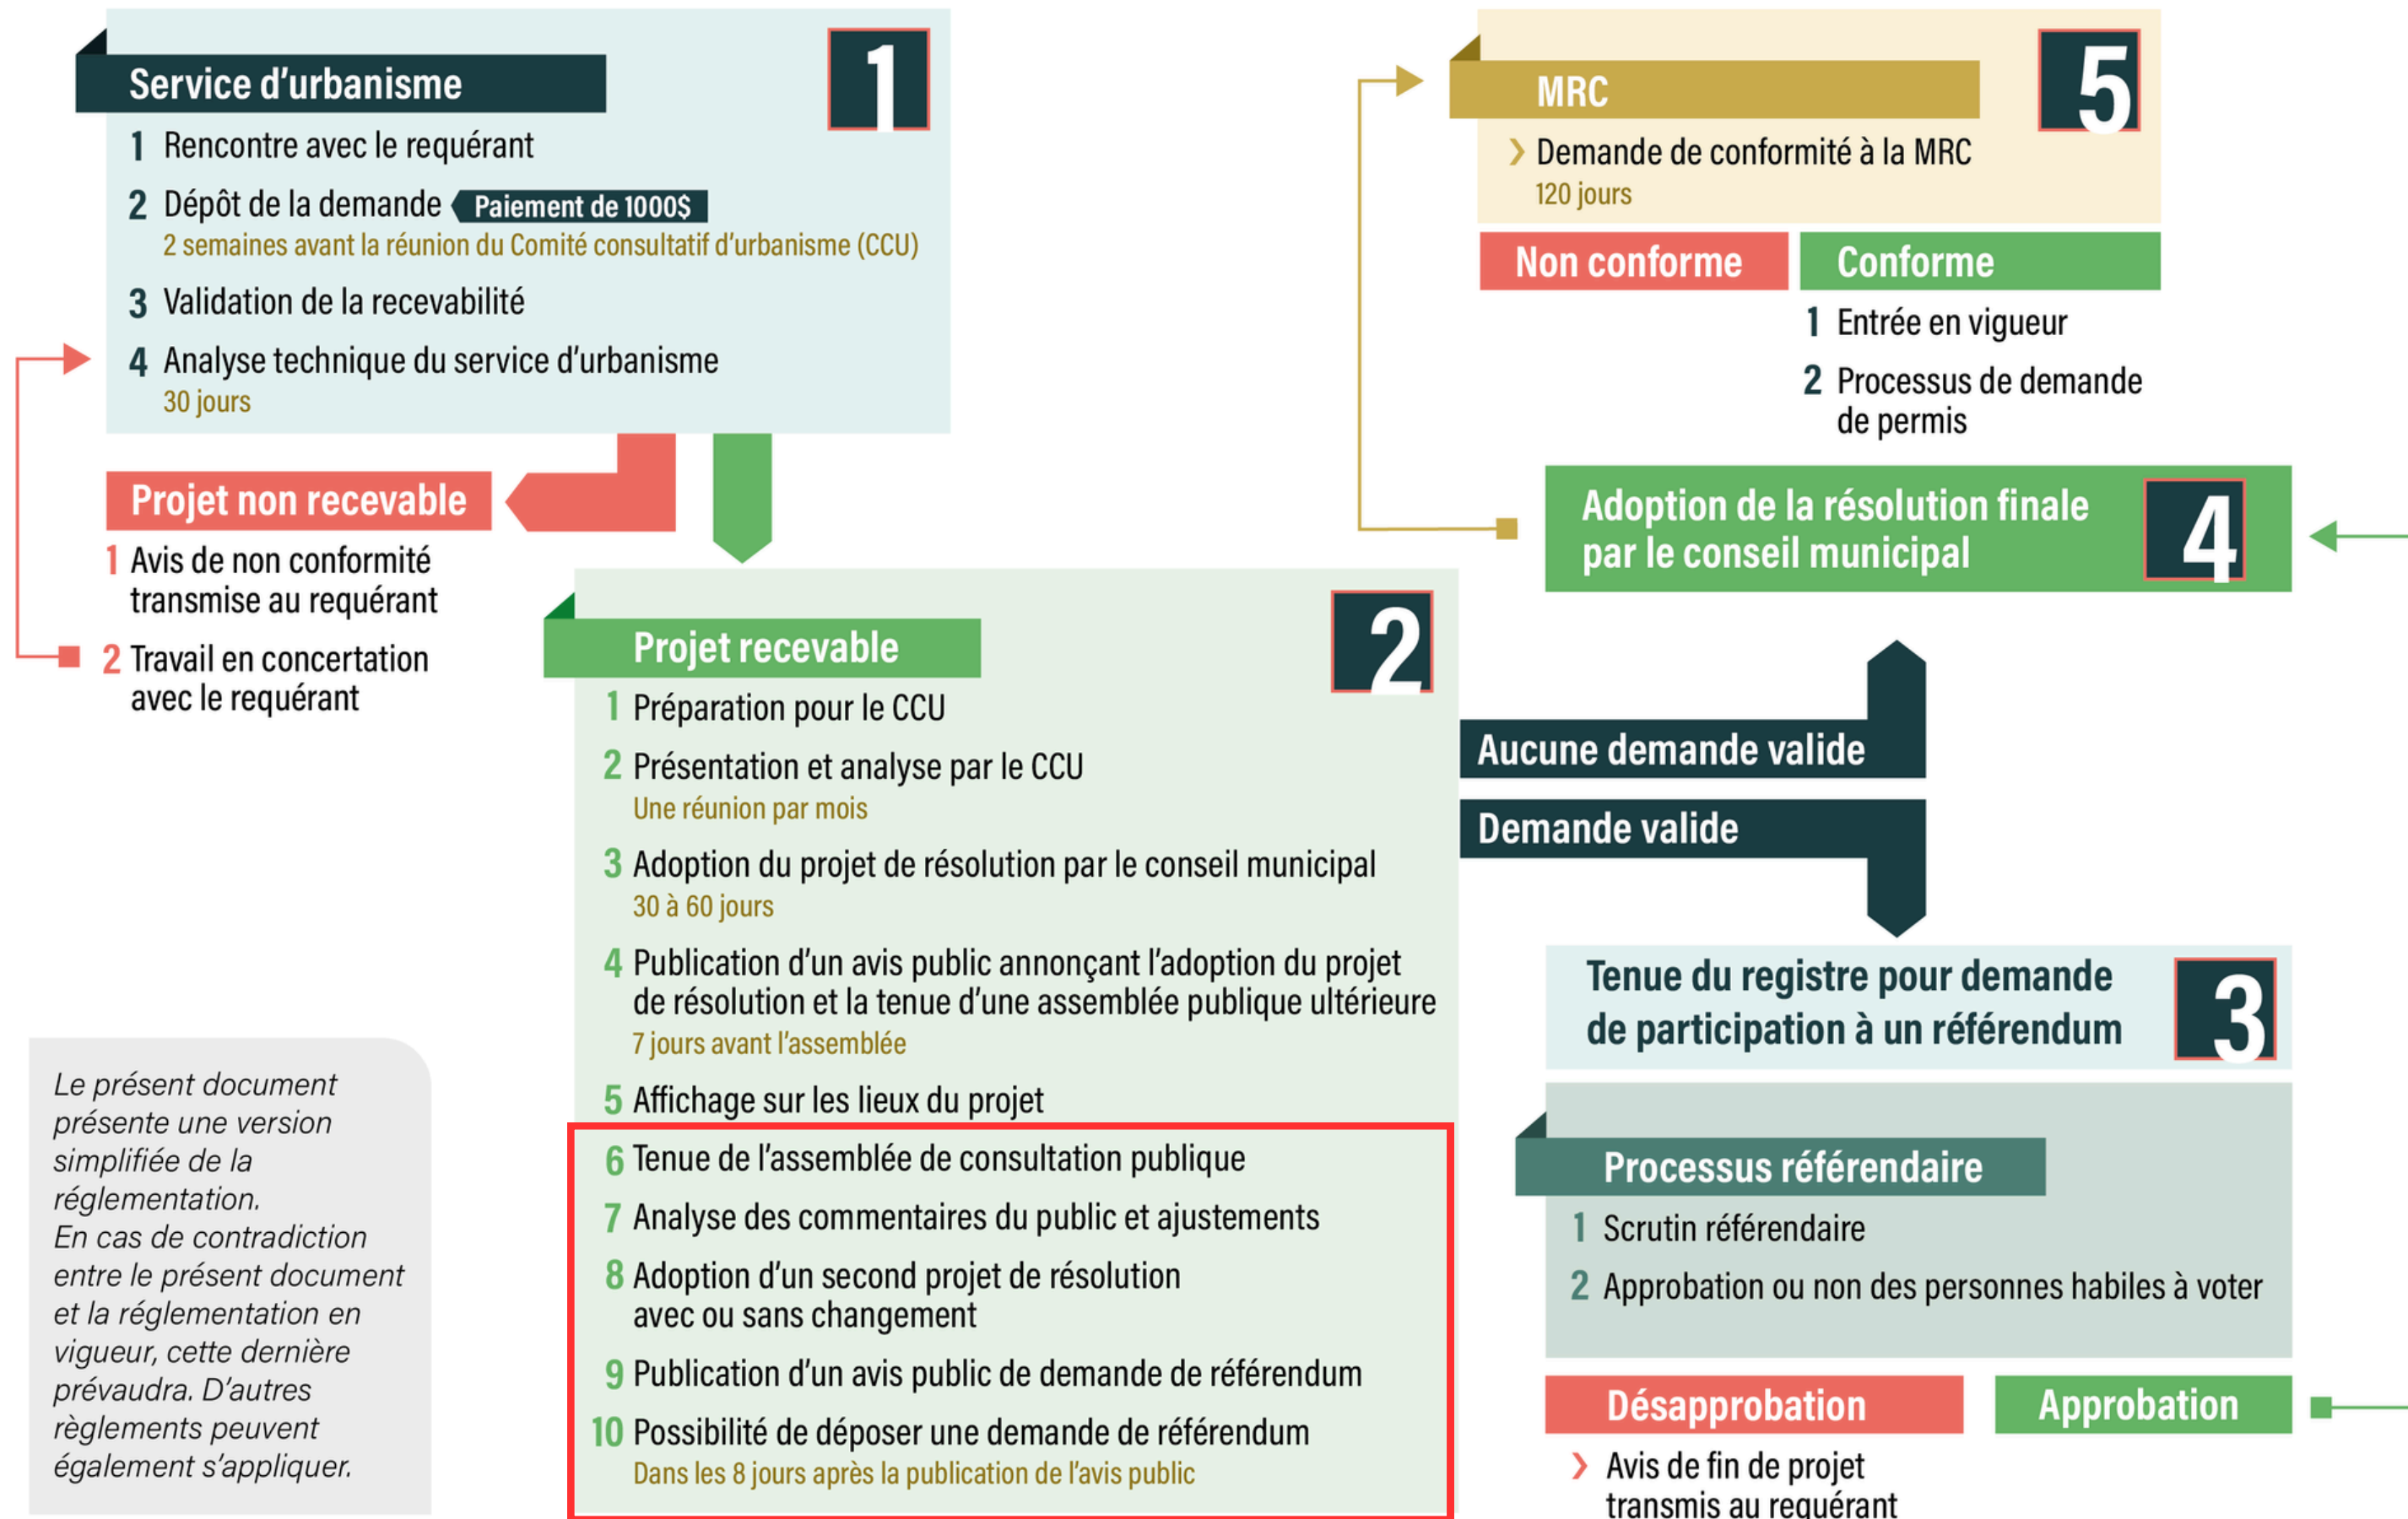 Service d'urbanisme
1
1 Rencontre avec le requérant
2 Dépôt de la demande Paiement de 1000$
2 semaines avant la réunion du Comité consultatif d'urbanisme (CCU)
3 Validation de la recevabilité
4 Analyse technique du service d'urbanisme
30 jours
Projet non recevable
1 Avis de non conformité
transmise au requérant
2 Travail en concertation
avec le requérant
Projet recevable
2
1 Préparation pour le CCU
2 Présentation et analyse par le CCU
Une réunion par mois
3 Adoption du projet de résolution par le conseil municipal
30 à 60 jours
4 Publication d'un avis public annonçant l'adoption du projet
de résolution et la tenue d'une assemblée publique ultérieure
7 jours avant l'assemblée
5 Affichage sur les lieux du projet
6 Tenue de l'assemblée de consultation publique
7 Analyse des commentaires du public et ajustements
8 Adoption d'un second projet de résolution
avec ou sans changement
9 Publication d'un avis public de demande de référendum
10 Possibilité de déposer une demande de référendum
Dans les 8 jours après la publication de l'avis public
Aucune demande valide
Demande valide
Tenue du registre pour demande
de participation à un référendum
3
Processus référendaire
1 Scrutin référendaire
2 Approbation ou non des personnes habiles à voter
Désapprobation
Approbation
› Avis de fin de projet
transmis au requérant
Adoption de la résolution finale
par le conseil municipal
4
MRC
5
› Demande de conformité à la MRC
120 jours
Non conforme
Conforme
1 Entrée en vigueur
2 Processus de demande
de permis
Le présent document
présente une version
simplifiée de la
réglementation.
En cas de contradiction
entre le présent document
et la réglementation en
vigueur, cette dernière
prévaudra. D'autres
règlements peuvent
également s'appliquer.